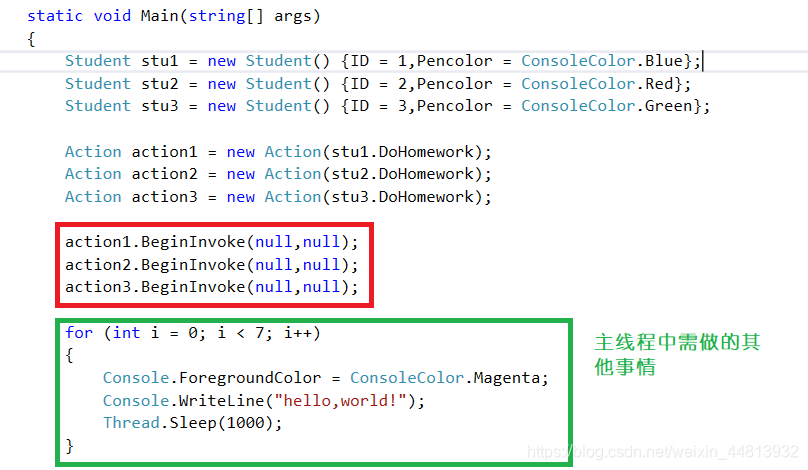 static void Main(string[] args)
{
Student stu1 = new Student() {ID = 1,Pencolor = ConsoleColor.Blue};
Student stu2 = new Student() {ID = 2,Pencolor = ConsoleColor.Red};
Student stu3 = new Student() {ID = 3,Pencolor = ConsoleColor.Green};
Action action1 = new Action(stu1.DoHomework);
Action action2 = new Action(stu2.DoHomework);
Action action3 = new Action(stu3.DoHomework);
action1.BeginInvoke(null,null);
action2.BeginInvoke(null,null);
action3.BeginInvoke(null,null);
for (int i = 0; i < 7; i++)
{
Console.ForegroundColor = ConsoleColor.Magenta;
Console.WriteLine("hello,world!");
Thread.Sleep(1000);
}
主线程中需做的其
他事情
https://blog.csdn.net/weixin_44813932